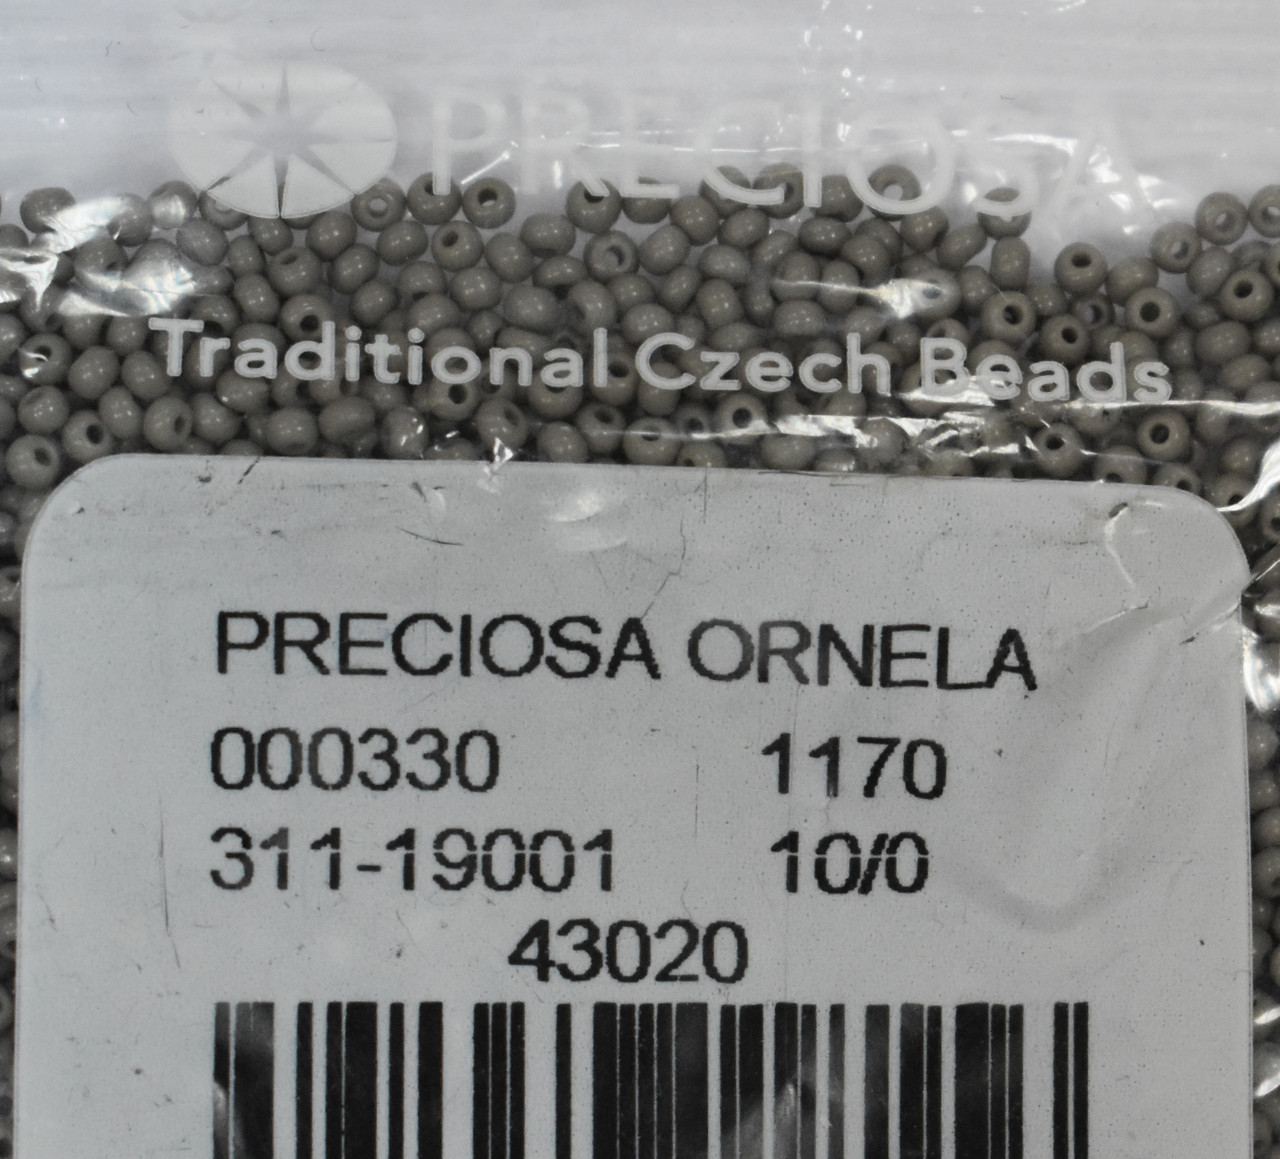 PRECIOSA
Traditional Czech Beads
PRECIOSA ORNELA
000330 1170
311-19001 10/0
43020